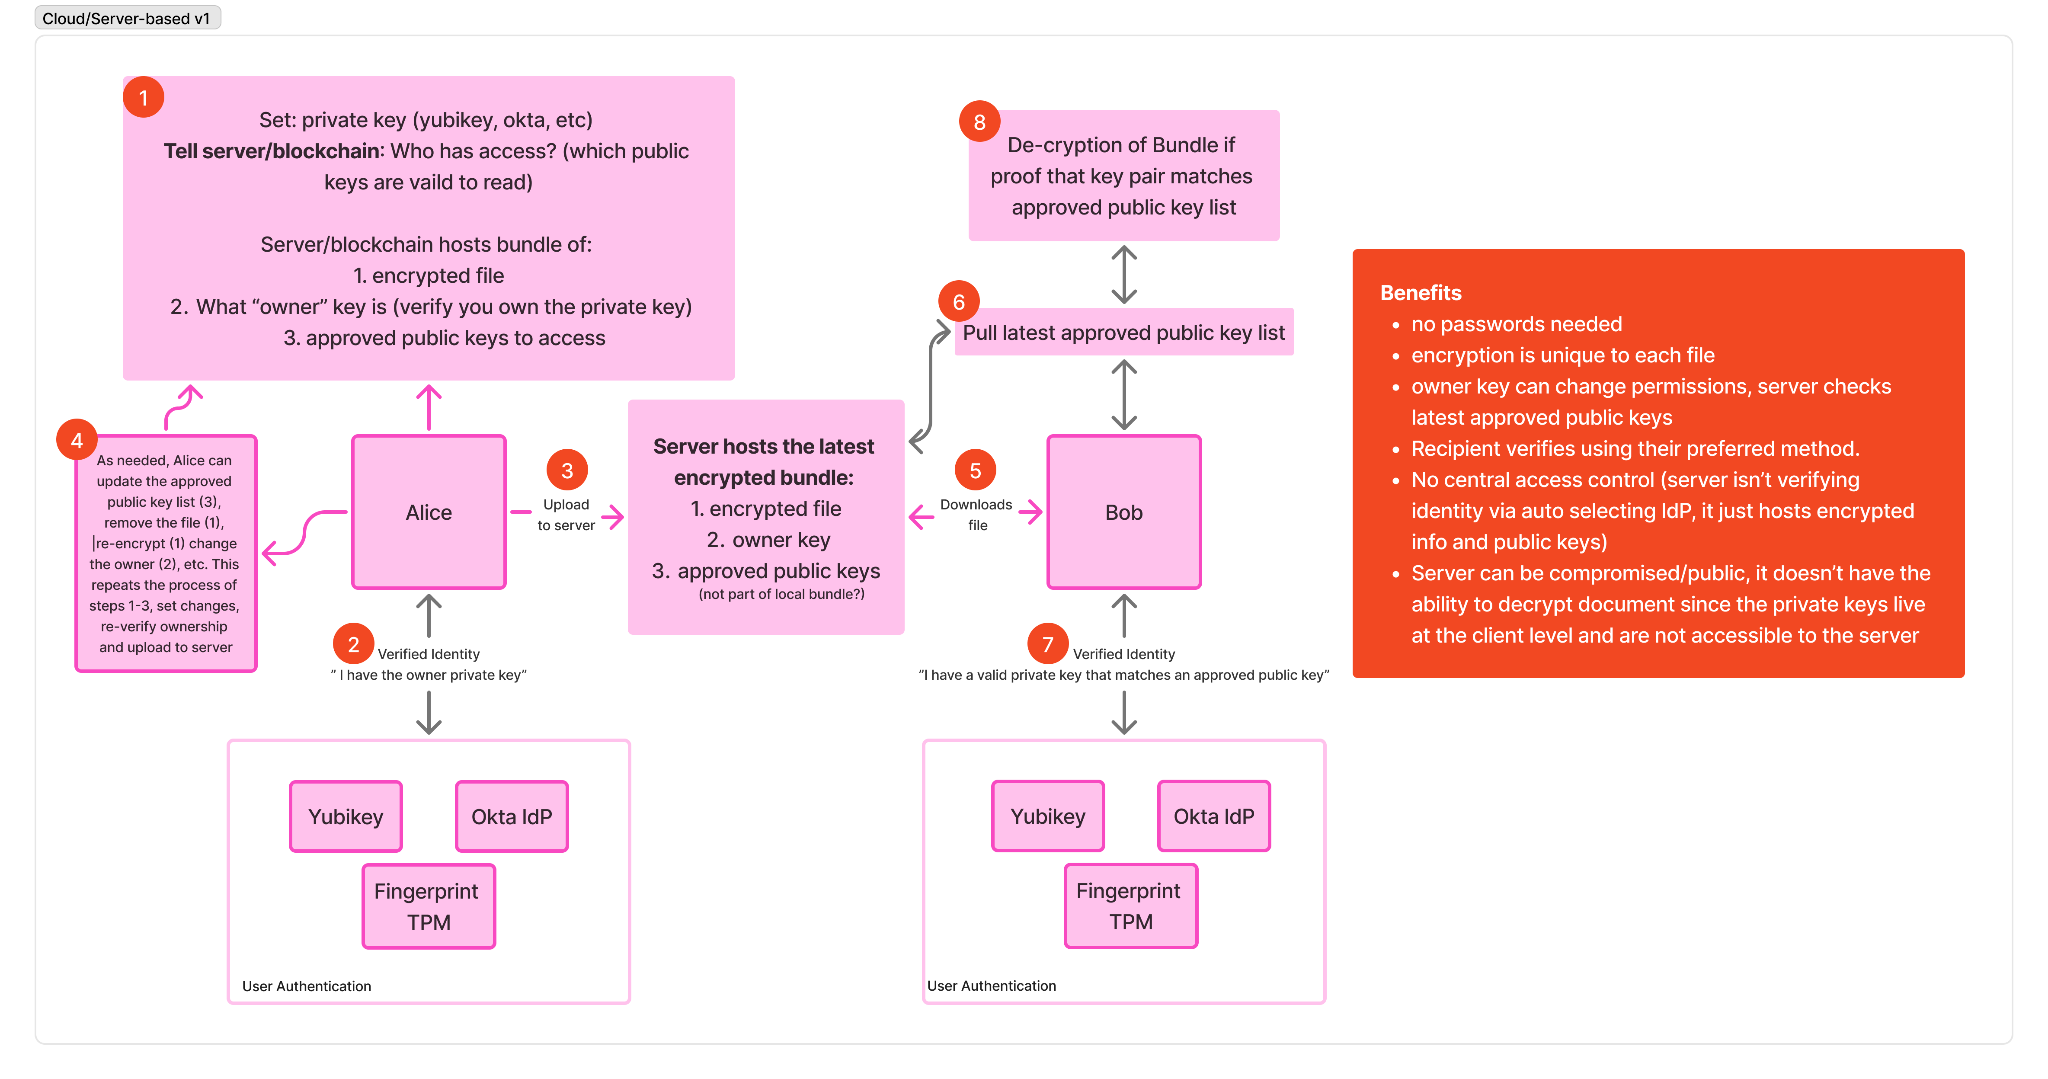 Cloud/Server-based v1
1
Set: private key (yubikey, okta, etc)
Tell server/blockchain: Who has access? (which public
keys are vaild to read)
Server/blockchain hosts bundle of:
1. encrypted file
2. What “owner” key is (verify you own the private key)
3. approved public keys to access
4
As needed, Alice can
update the approved
public key list (3),
remove the file (1),
|re-encrypt (1) change
the owner (2), etc. This
repeats the process of
steps 1-3, set changes,
re-verify ownership
and upload to server
Alice
3
Upload
to server
2
Verified Identity
” I have the owner private key”
Yubikey
Okta IdP
Fingerprint
TPM
User Authentication
Server hosts the latest
encrypted bundle:
1. encrypted file
2. owner key
3. approved public keys
(not part of local bundle?)
5
Downloads
file
Bob
6
Pull latest approved public key list
8
De-cryption of Bundle if
proof that key pair matches
approved public key list
7
Verified Identity
”I have a valid private key that matches an approved public key”
Yubikey
Okta IdP
Fingerprint
TPM
User Authentication
Benefits
• no passwords needed
• encryption is unique to each file
• owner key can change permissions, server checks
latest approved public keys
• Recipient verifies using their preferred method.
• No central access control (server isn’t verifying
identity via auto selecting IdP, it just hosts encrypted
info and public keys)
• Server can be compromised/public, it doesn’t have the
ability to decrypt document since the private keys live
at the client level and are not accessible to the server